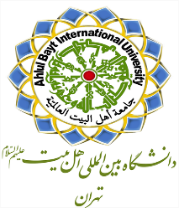 Ahlul Bayt International University
جامعة أهل البيت العالمية
دانشگاه بین المللی اهل بیت علیهم السلام
تهران